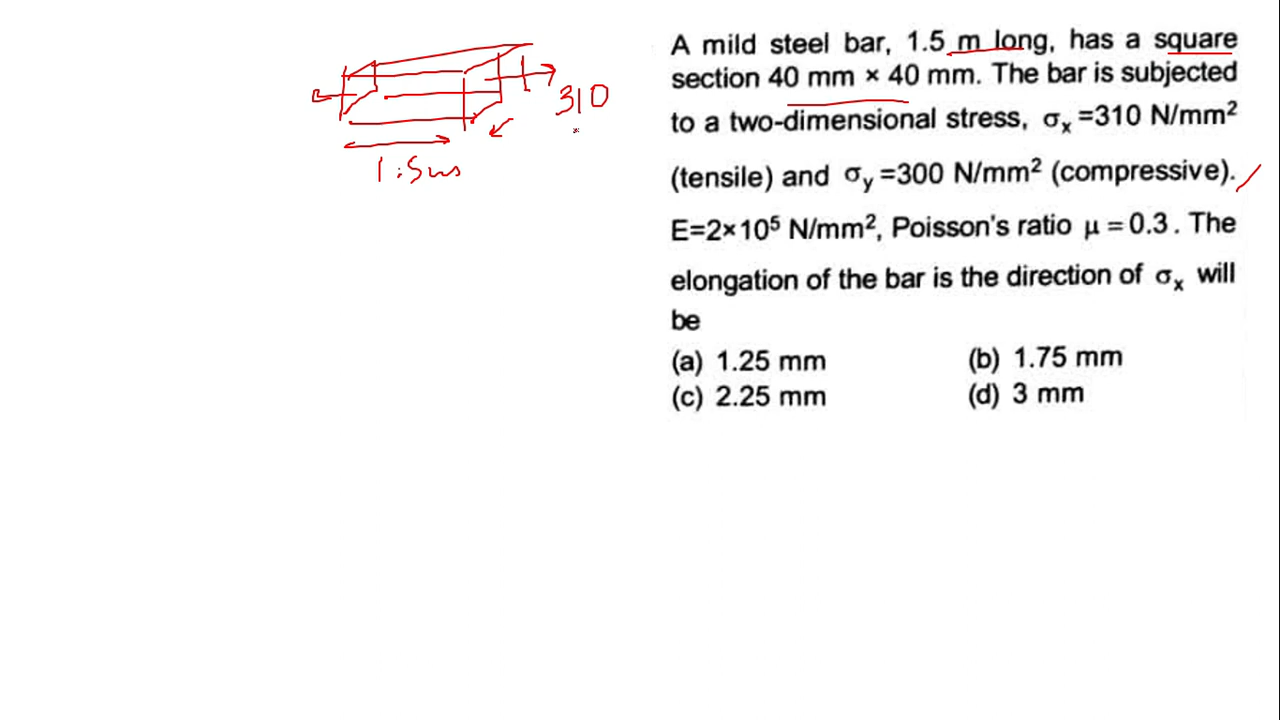 310
1.5m
A mild steel bar, 1.5 m long, has a square
section 40 mm × 40 mm. The bar is subjected
to a two-dimensional stress, σx =310 N/mm²
(tensile) and σy =300 N/mm² (compressive).
E=2×10⁵ N/mm², Poisson's ratio μ = 0.3. The
elongation of the bar is the direction of σx will
be
(a) 1.25 mm (b) 1.75 mm
(c) 2.25 mm (d) 3 mm